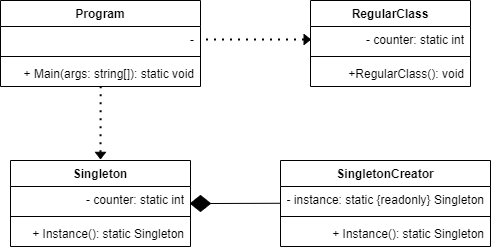 Program
-
+ Main(args: string[]): static void
RegularClass
- counter: static int
+RegularClass(): void
Singleton
- counter: static int
+ Instance(): static Singleton
SingletonCreator
- instance: static {readonly} Singleton
+ Instance(): static Singleton